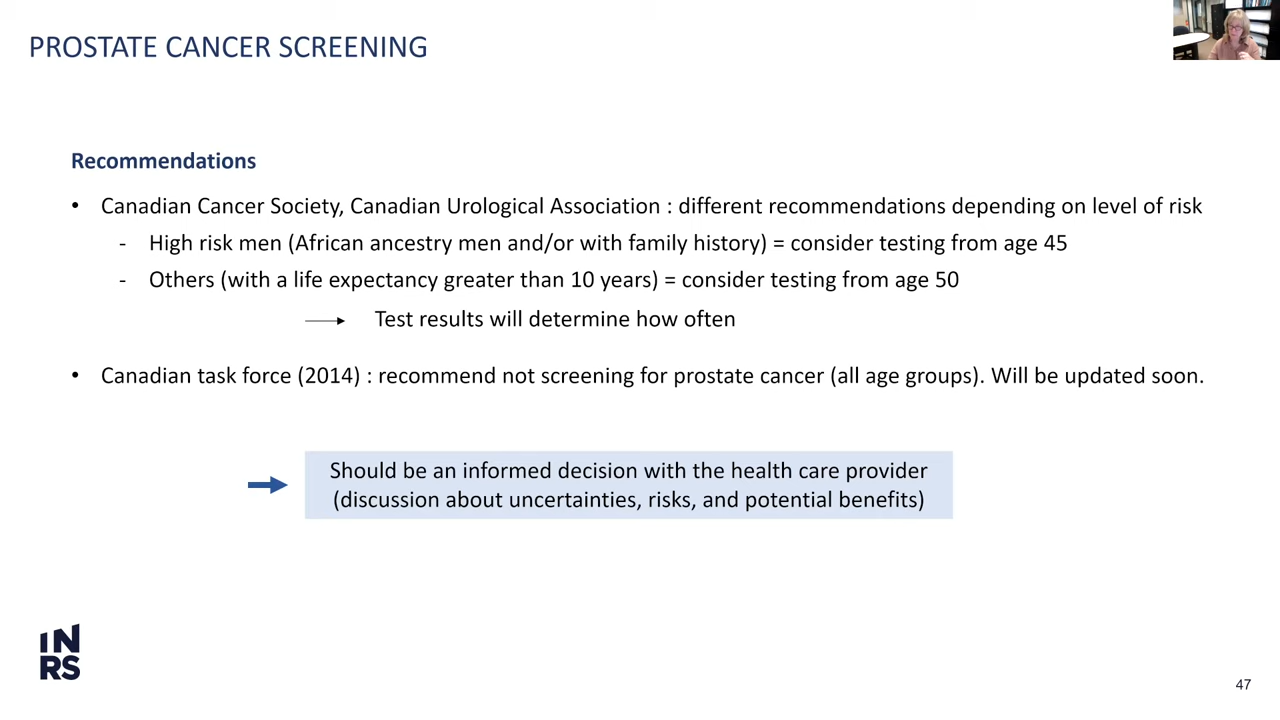 PROSTATE CANCER SCREENING
Recommendations
• Canadian Cancer Society, Canadian Urological Association : different recommendations depending on level of risk
- High risk men (African ancestry men and/or with family history) = consider testing from age 45
- Others (with a life expectancy greater than 10 years) = consider testing from age 50
Test results will determine how often
• Canadian task force (2014) : recommend not screening for prostate cancer (all age groups). Will be updated soon.
Should be an informed decision with the health care provider
(discussion about uncertainties, risks, and potential benefits)
IN
RS
47